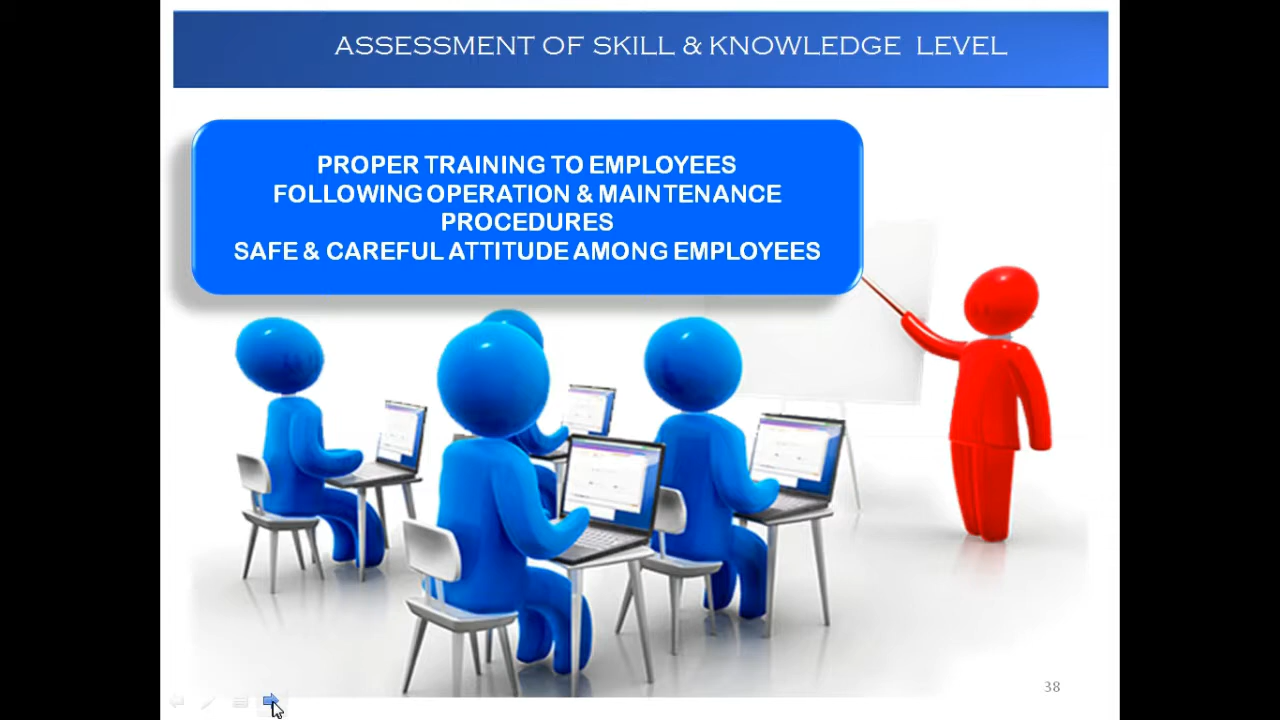 ASSESSMENT OF SKILL & KNOWLEDGE LEVEL
PROPER TRAINING TO EMPLOYEES
FOLLOWING OPERATION & MAINTENANCE
PROCEDURES
SAFE & CAREFUL ATTITUDE AMONG EMPLOYEES
38